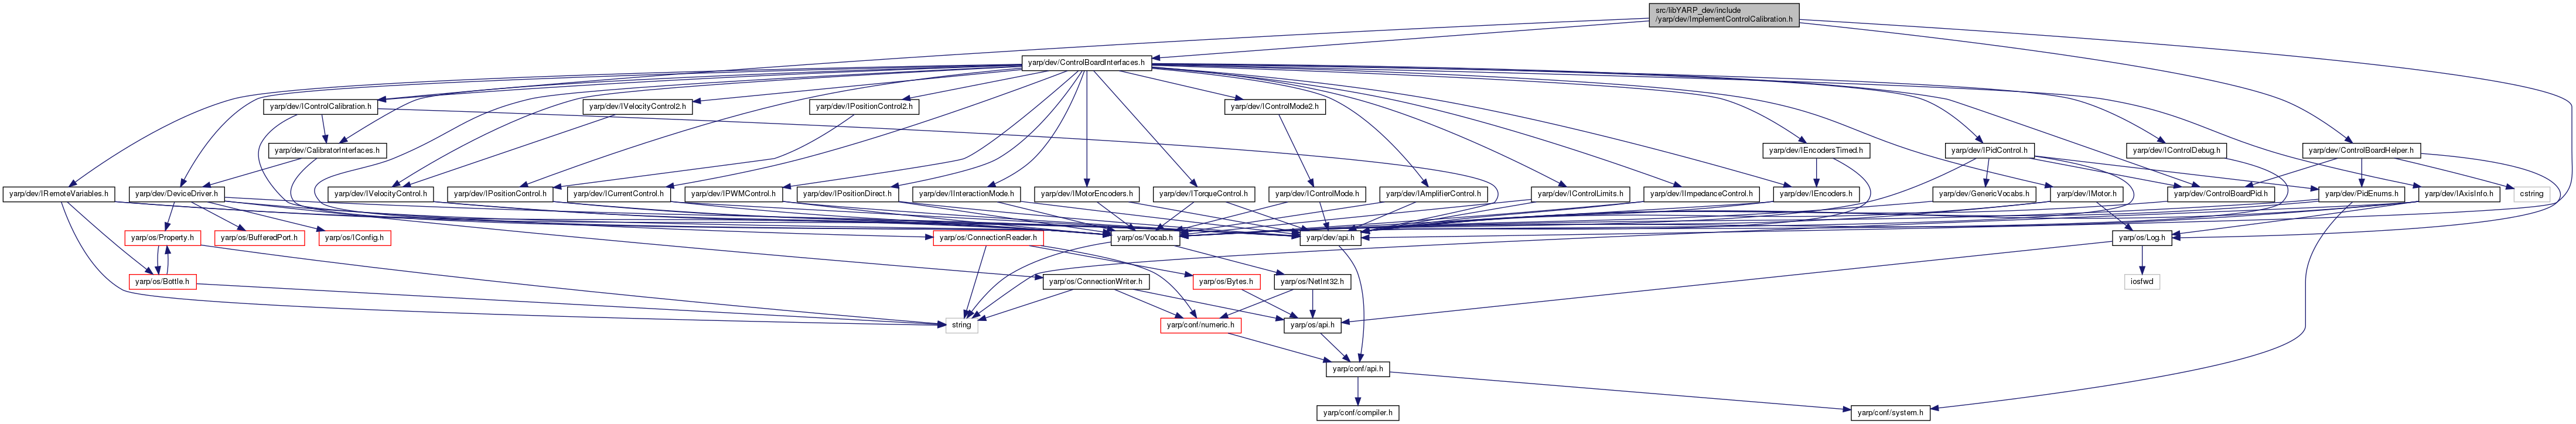 src/libYARP_dev/include
/yarp/dev/ImplementControlCalibration.h
yarp/dev/ControlBoardInterfaces.h
yarp/dev/IControlCalibration.h
yarp/dev/IVelocityControl2.h
yarp/dev/IPositionControl2.h
yarp/dev/IControlMode2.h
yarp/dev/CalibratorInterfaces.h
yarp/dev/IEncodersTimed.h
yarp/dev/IPidControl.h
yarp/dev/IControlDebug.h
yarp/dev/ControlBoardHelper.h
yarp/dev/IRemoteVariables.h
yarp/dev/DeviceDriver.h
yarp/dev/IVelocityControl.h
yarp/dev/IPositionControl.h
yarp/dev/ICurrentControl.h
yarp/dev/IPWMControl.h
yarp/dev/IPositionDirect.h
yarp/dev/IInteractionMode.h
yarp/dev/IMotorEncoders.h
yarp/dev/ITorqueControl.h
yarp/dev/IControlMode.h
yarp/dev/IAmplifierControl.h
yarp/dev/IControlLimits.h
yarp/dev/IImpedanceControl.h
yarp/dev/IEncoders.h
yarp/dev/GenericVocabs.h
yarp/dev/IMotor.h
yarp/dev/ControlBoardPid.h
yarp/dev/PidEnums.h
yarp/dev/IAxisInfo.h
cstring
yarp/os/Property.h
yarp/os/BufferedPort.h
yarp/os/IConfig.h
yarp/os/ConnectionReader.h
yarp/os/Vocab.h
yarp/dev/api.h
yarp/os/Log.h
yarp/os/Bottle.h
yarp/os/ConnectionWriter.h
yarp/os/Bytes.h
yarp/os/NetInt32.h
iosfwd
string
yarp/conf/numeric.h
yarp/os/api.h
yarp/conf/api.h
yarp/conf/compiler.h
yarp/conf/system.h